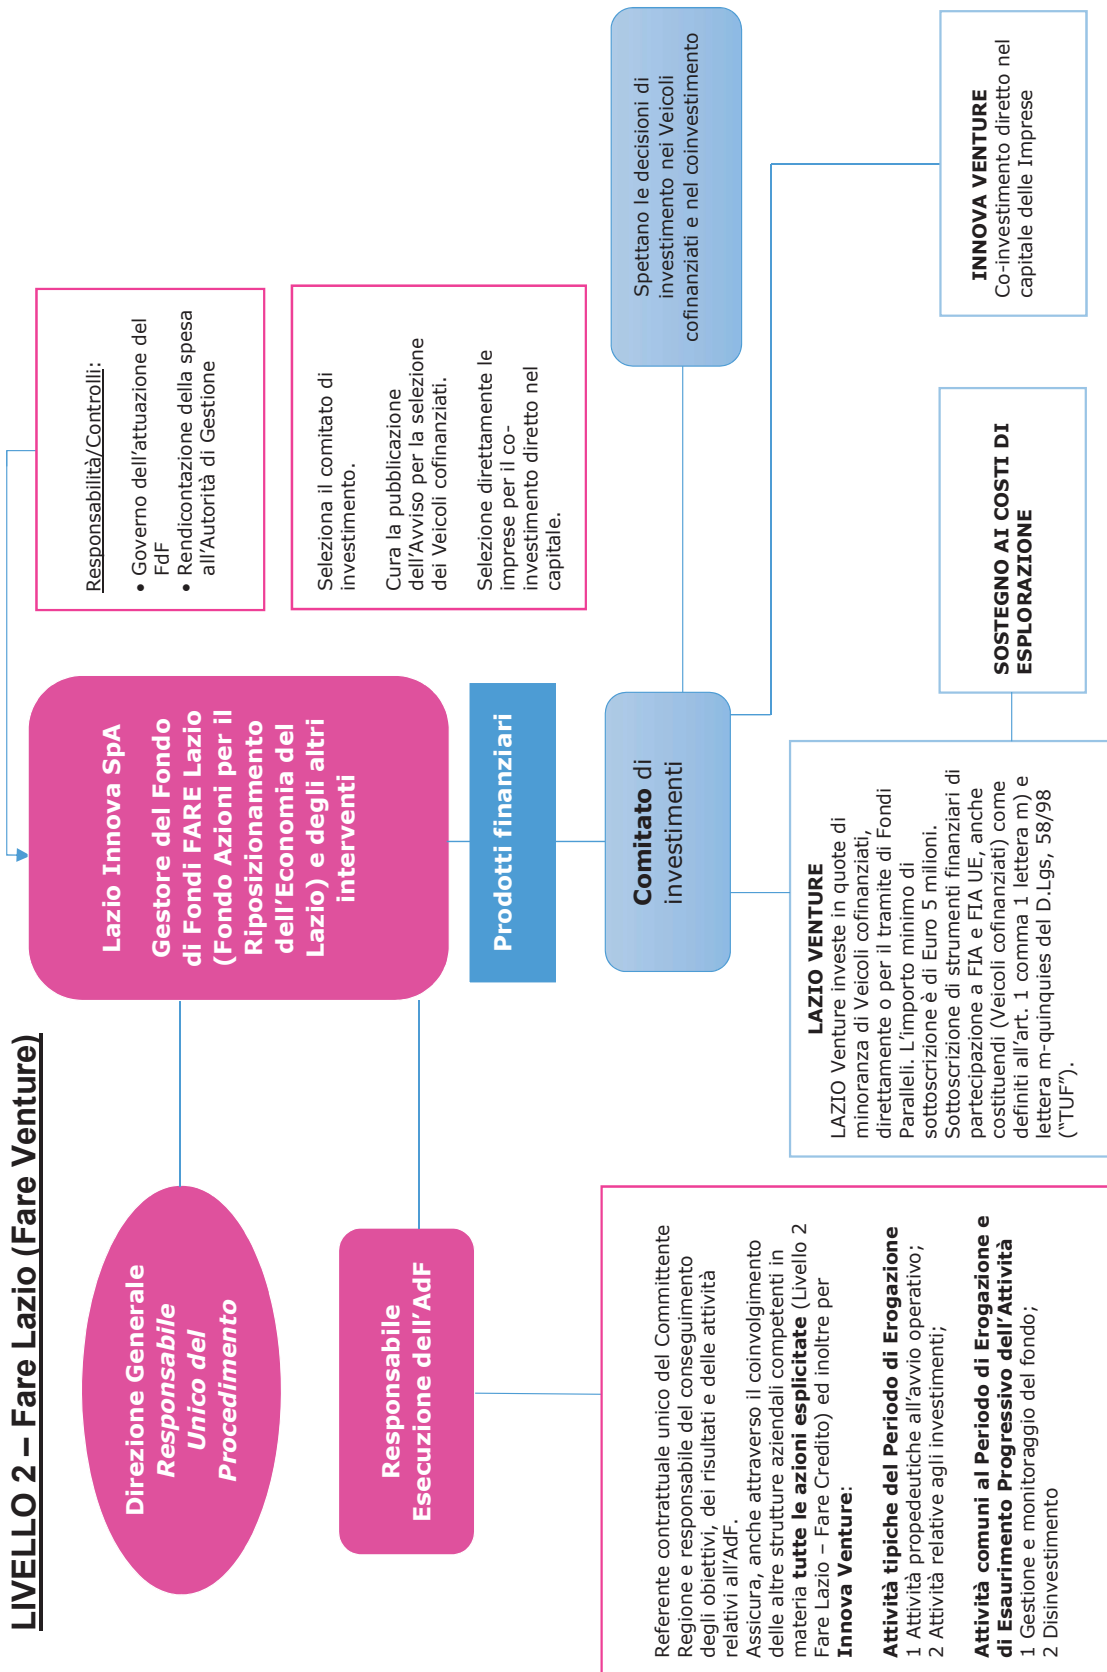 LIVELLO 2 – Fare Lazio (Fare Venture)
Direzione Generale
Responsabile
Unico del
Procedimento
Lazio Innova SpA
Gestore del Fondo
di Fondi FARE Lazio
(Fondo Azioni per il
Riposizionamento
dell'Economia del
Lazio) e degli altri
interventi
Responsabilità/Controlli:
• Governo dell'attuazione del
FdF
• Rendicontazione della spesa
all'Autorità di Gestione
Seleziona il comitato di
investimento.
Cura la pubblicazione
dell'Avviso per la selezione
dei Veicoli cofinanziati.
Selezione direttamente le
imprese per il co-
investimento diretto nel
capitale.
Responsabile
Esecuzione dell'AdF
Prodotti finanziari
Comitato di
investimenti
Spettano le decisioni di
investimento nei Veicoli
cofinanziati e nel coinvestimento
Referente contrattuale unico del Committente
Regione e responsabile del conseguimento
degli obiettivi, dei risultati e delle attività
relativi all'AdF.
Assicura, anche attraverso il coinvolgimento
delle altre strutture aziendali competenti in
materia tutte le azioni esplicitate (Livello 2
Fare Lazio – Fare Credito) ed inoltre per
Innova Venture:
Attività tipiche del Periodo di Erogazione
1 Attività propedeutiche all'avvio operativo;
2 Attività relative agli investimenti;
Attività comuni al Periodo di Erogazione e
di Esaurimento Progressivo dell'Attività
1 Gestione e monitoraggio del fondo;
2 Disinvestimento
LAZIO VENTURE
LAZIO Venture investe in quote di
minoranza di Veicoli cofinanziati,
direttamente o per il tramite di Fondi
Paralleli. L'importo minimo di
sottoscrizione è di Euro 5 milioni.
Sottoscrizione di strumenti finanziari di
partecipazione a FIA e FIA UE, anche
costituendi (Veicoli cofinanziati) come
definiti all'art. 1 comma 1 lettera m) e
lettera m-quinquies del D.Lgs, 58/98
("TUF").
SOSTEGNO AI COSTI DI
ESPLORAZIONE
INNOVA VENTURE
Co-investimento diretto nel
capitale delle Imprese